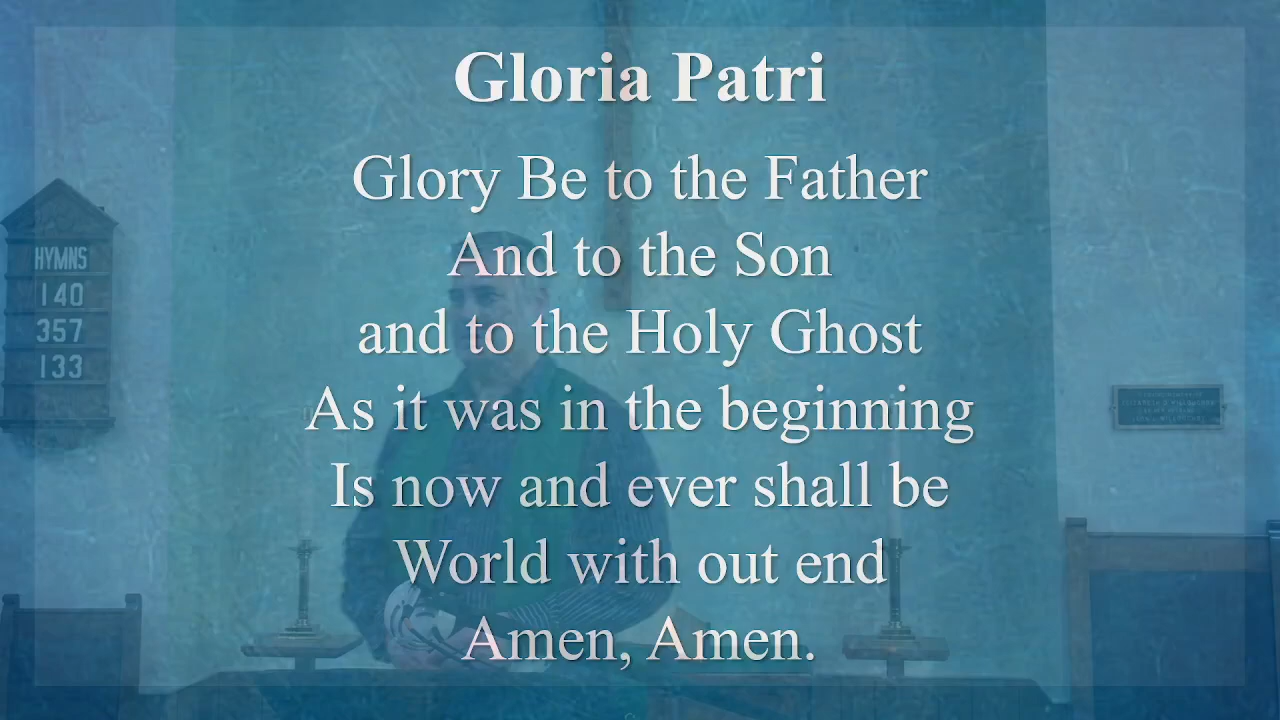 Gloria Patri
Glory Be to the Father
And to the Son
and to the Holy Ghost
As it was in the beginning
Is now and ever shall be
World with out end
Amen, Amen.
HYMNS
140
357
133